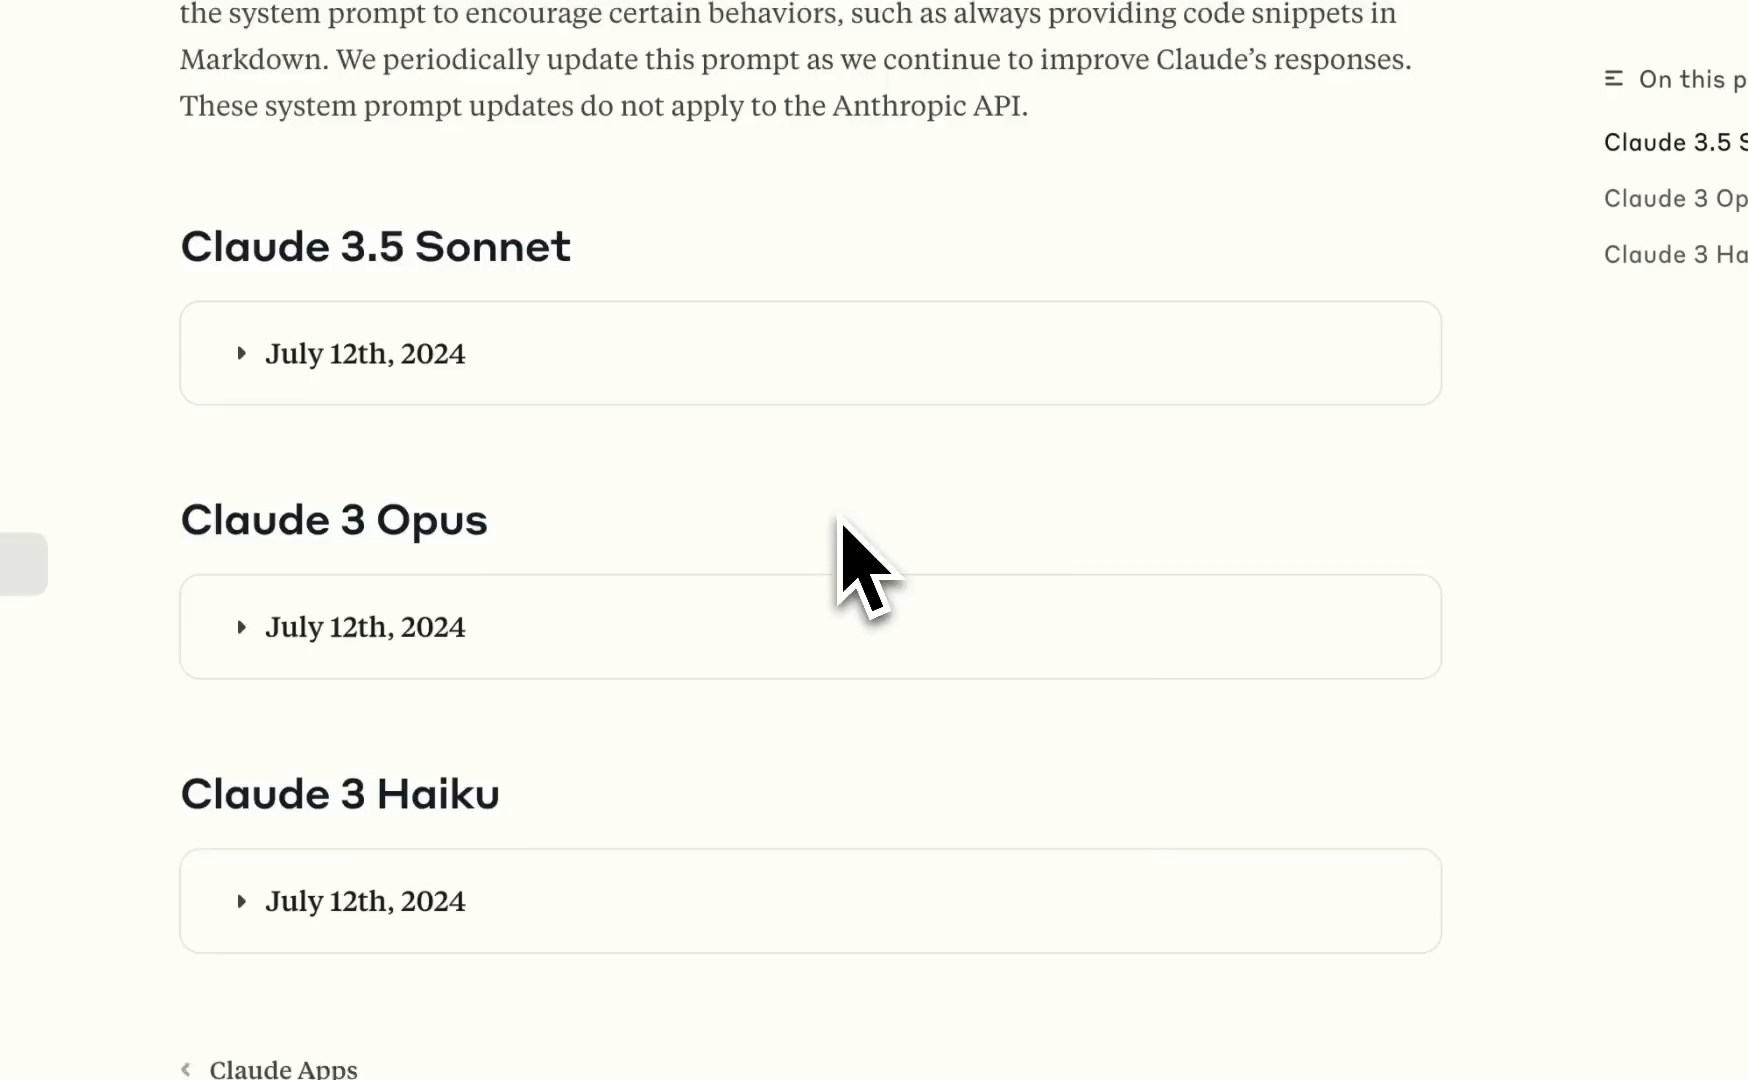 the system prompt to encourage certain behaviors, such as always providing code snippets in
Markdown. We periodically update this prompt as we continue to improve Claude’s responses.
These system prompt updates do not apply to the Anthropic API.
Claude 3.5 Sonnet
July 12th, 2024
Claude 3 Opus
July 12th, 2024
Claude 3 Haiku
July 12th, 2024
Claude Apps
On this
Claude 3.5
Claude 3
Claude 3